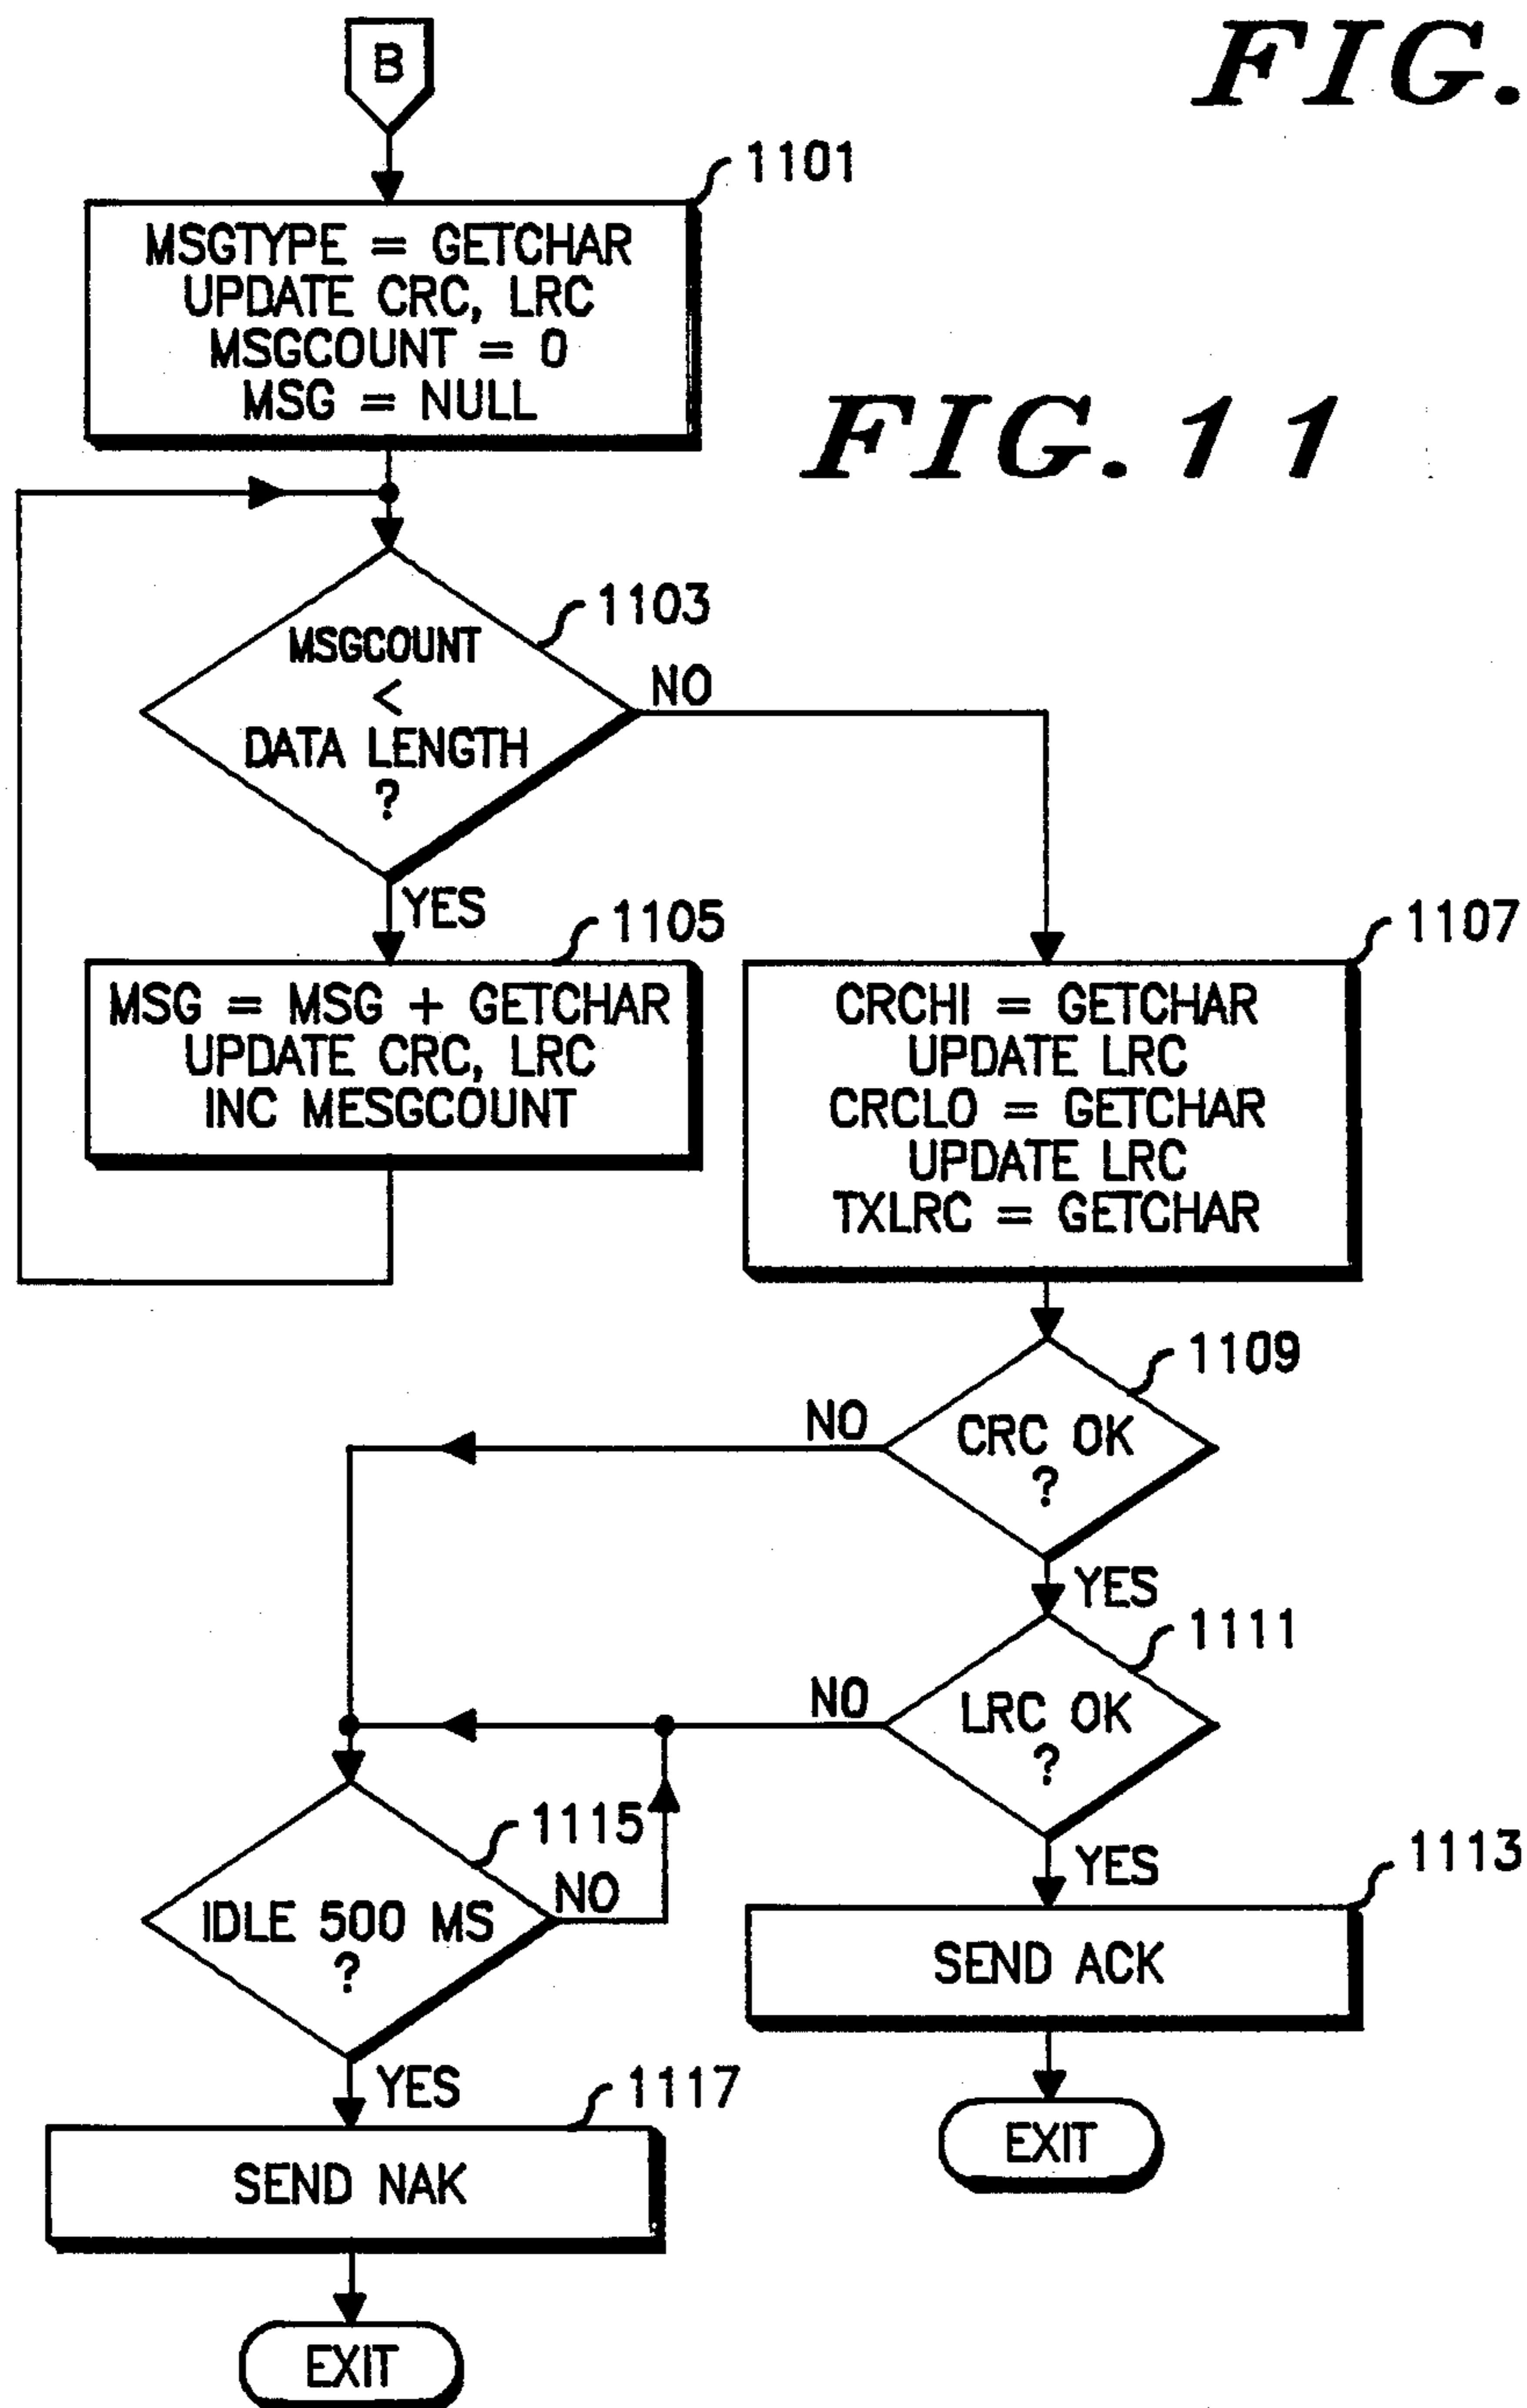 B
FIG.
1101
MSGTYPE = GETCHAR
UPDATE CRC, LRC
MSGCOUNT = 0
MSG = NULL
FIG. 11
1103
MSGCOUNT
<
DATA LENGTH
?
NO
YES
1105
MSG = MSG + GETCHAR
UPDATE CRC, LRC
INC MESGCOUNT
1107
CRCHI = GETCHAR
UPDATE LRC
CRCLO = GETCHAR
UPDATE LRC
TXLRC = GETCHAR
1109
CRC OK
?
NO
YES
1111
LRC OK
?
NO
YES
1115
IDLE 500 MS
?
NO
YES
1113
SEND ACK
EXIT
1117
SEND NAK
EXIT